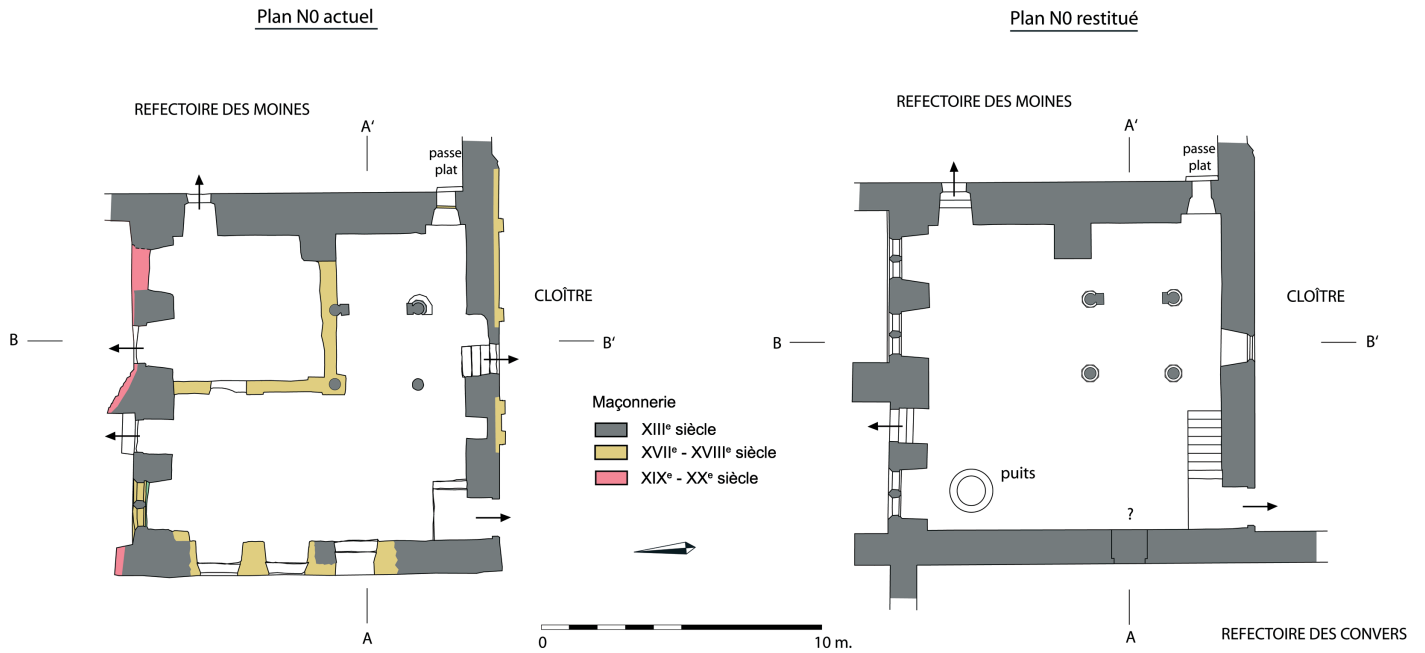 Plan N0 actuel
REFECTOIRE DES MOINES
A‘
passe
plat
CLOÎTRE
B
B‘
A
Maçonnerie
XIIIᵉ siècle
XVIIᵉ - XVIIIᵉ siècle
XIXᵉ - XXᵉ siècle
0
10 m.
Plan N0 restitué
REFECTOIRE DES MOINES
A‘
passe
plat
CLOÎTRE
B
B‘
puits
?
A
REFECTOIRE DES CONVERS